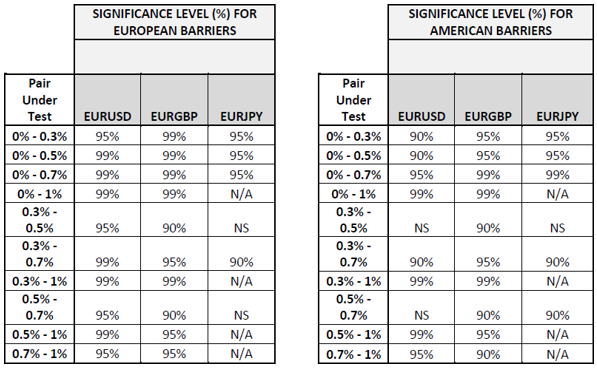 SIGNIFICANCE LEVEL (%) FOR
EUROPEAN BARRIERS
Pair
Under
Test EURUSD EURGBP EURJPY
0% - 0.3% 95% 99% 95%
0% - 0.5% 99% 99% 95%
0% - 0.7% 99% 99% 95%
0% - 1% 99% 99% N/A
0.3% -
0.5% 95% 90% NS
0.3% -
0.7% 99% 95% 90%
0.3% - 1% 99% 99% N/A
0.5% -
0.7% 95% 90% NS
0.5% - 1% 99% 95% N/A
0.7% - 1% 95% 95% N/A
SIGNIFICANCE LEVEL (%) FOR
AMERICAN BARRIERS
Pair
Under
Test EURUSD EURGBP EURJPY
0% - 0.3% 90% 95% 95%
0% - 0.5% 90% 95% 95%
0% - 0.7% 95% 99% 99%
0% - 1% 99% 99% N/A
0.3% -
0.5% NS 90% NS
0.3% -
0.7% 90% 95% 90%
0.3% - 1% 99% 99% N/A
0.5% -
0.7% NS 90% 90%
0.5% - 1% 99% 95% N/A
0.7% - 1% 95% 90% N/A